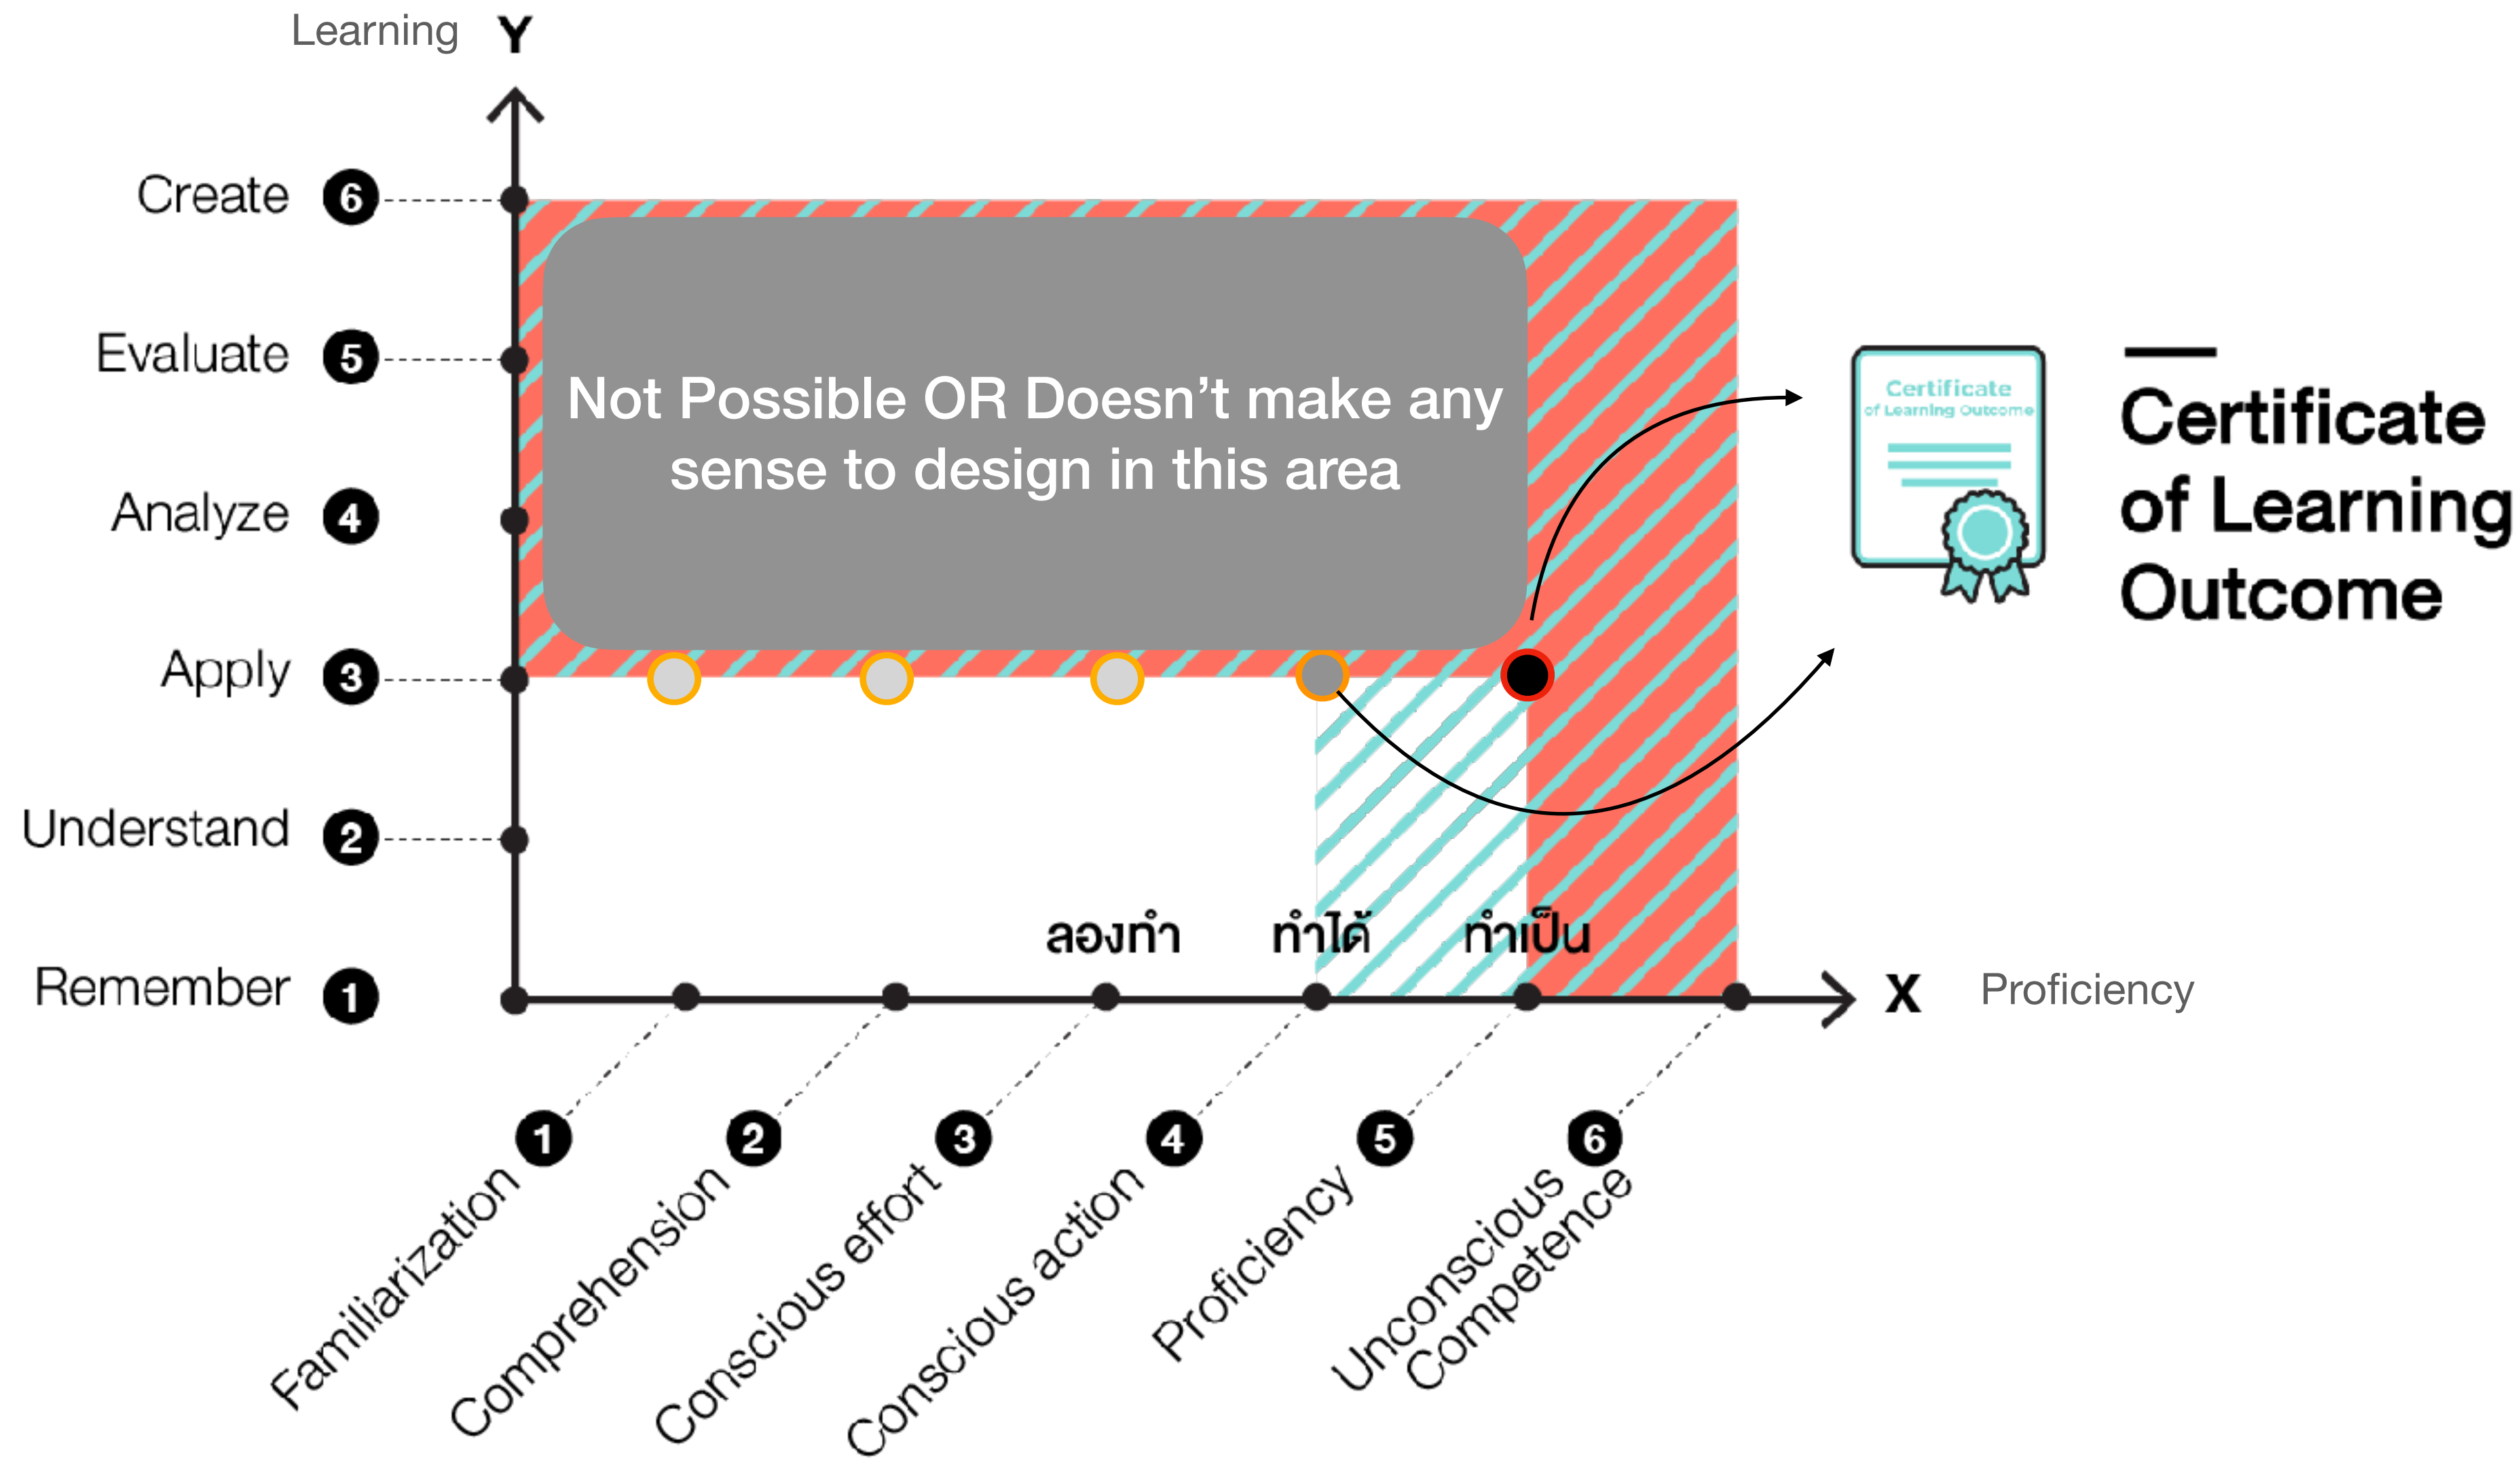 Learning Y
Create 6
Evaluate 5
Analyze 4
Apply 3
Understand 2
Remember 1
Not Possible OR Doesn't make any
sense to design in this area
Certificate
of Learning Outcome
Certificate
of Learning
Outcome
ลองทำ ทำได้ ทำเป็น
X Proficiency
1 2 3 4 5 6
Familliarization
Comprehension
Conscious effort
Conscious action
Proficiency
Unconscious
Competence